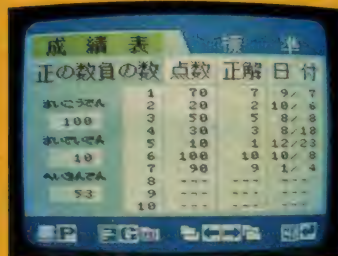 成績表 標準
正の数負の数 点数 正解 日付
さいこうてん
100
さいていてん
10
へいきんてん
53
1 70 7 9/ 7
2 20 2 10/ 6
3 50 5 8/ 8
4 30 3 8/18
5 10 1 12/23
6 100 10 10/ 8
7 90 9 1/ 4
8 --- --- ---
9 --- --- ---
10 --- --- ---
P G